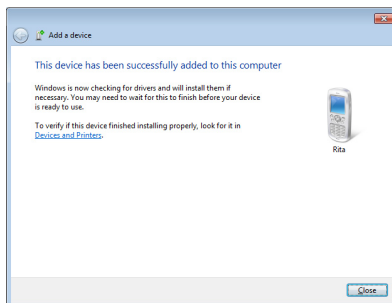 Add a device
This device has been successfully added to this computer
Windows is now checking for drivers and will install them if
necessary. You may need to wait for this to finish before your device
is ready to use.
To verify if this device finished installing properly, look for it in
Devices and Printers.
Rita
Close